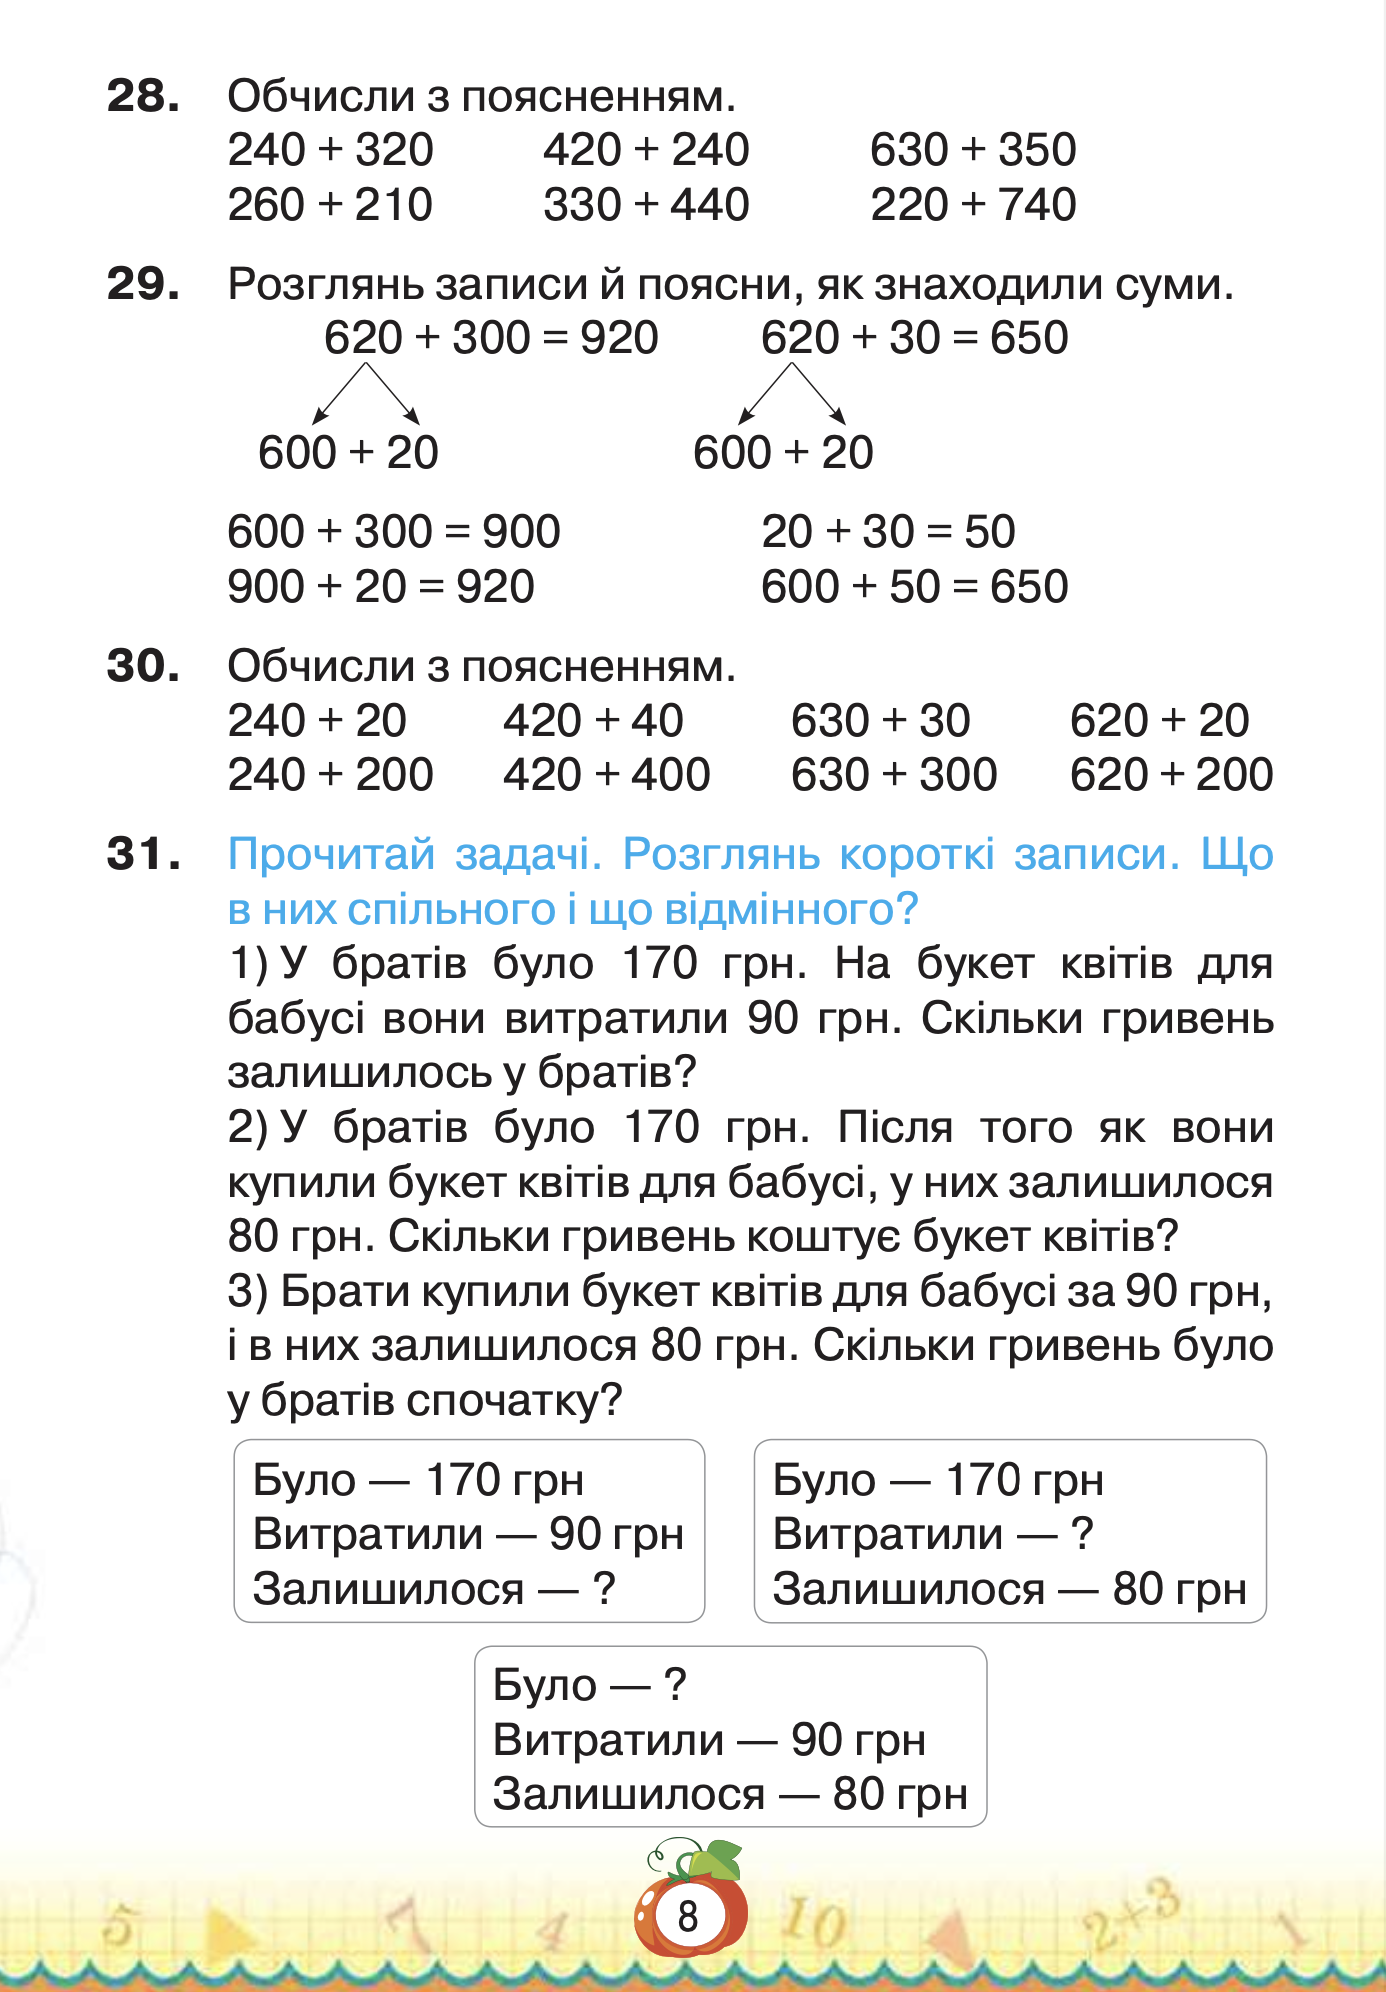 28. Обчисли з поясненням.
240 + 320 420 + 240 630 + 350
260 + 210 330 + 440 220 + 740
29. Розглянь записи й поясни, як знаходили суми.
620 + 300 = 920 620 + 30 = 650
600 + 20 600 + 20
600 + 300 = 900 20 + 30 = 50
900 + 20 = 920 600 + 50 = 650
30. Обчисли з поясненням.
240 + 20 420 + 40 630 + 30 620 + 20
240 + 200 420 + 400 630 + 300 620 + 200
31. Прочитай задачі. Розглянь короткі записи. Що
в них спільного і що відмінного?
1) У братів було 170 грн. На букет квітів для
бабусі вони витратили 90 грн. Скільки гривень
залишилось у братів?
2) У братів було 170 грн. Після того як вони
купили букет квітів для бабусі, у них залишилося
80 грн. Скільки гривень коштує букет квітів?
3) Брати купили букет квітів для бабусі за 90 грн,
і в них залишилося 80 грн. Скільки гривень було
у братів спочатку?
Було — 170 грн
Витратили — 90 грн
Залишилося — ?
Було — 170 грн
Витратили — ?
Залишилося — 80 грн
Було — ?
Витратили — 90 грн
Залишилося — 80 грн
5 7 4 8 10 2+3 1